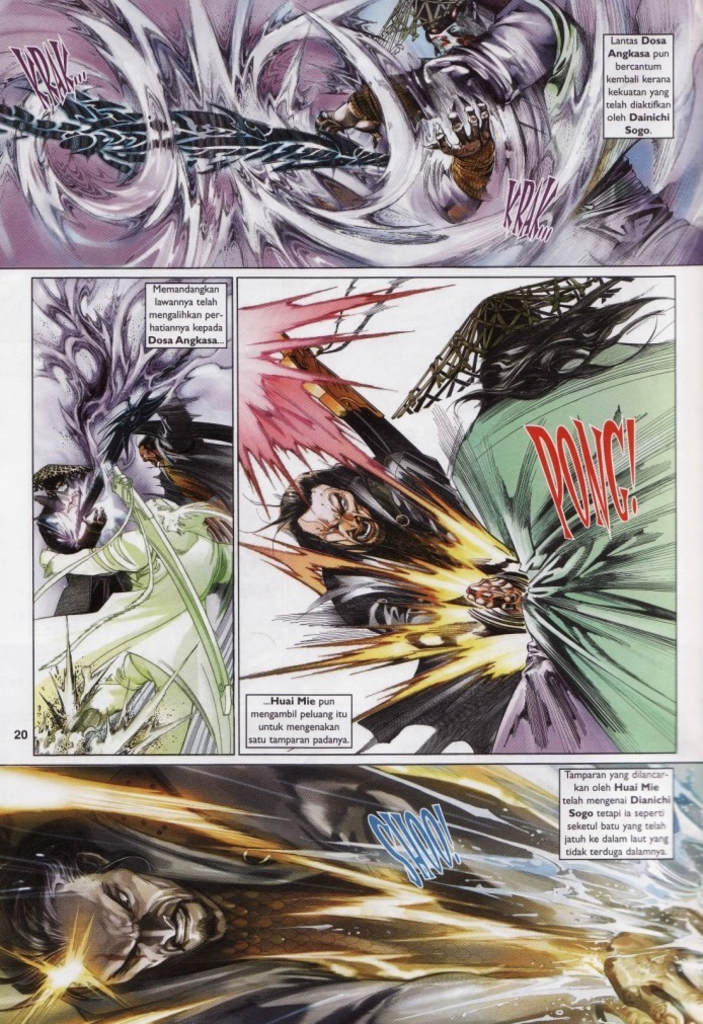 KRAK...
Lantas Dosa
Angkasa pun
bercantum
kembali kerana
kekuatan yang
telah diaktifkan
oleh Dainichi
Sogo.
KRAK...
Memandangkan
lawannya telah
mengalihkan per-
hatiannya kepada
Dosa Angkasa...
PONG!
...Huai Mie pun
mengambil peluang itu
untuk mengenakan
satu tamparan padanya.
20
Tamparan yang dilancar-
kan oleh Huai Mie
telah mengenai Dianichi
Sogo tetapi ia seperti
seketul batu yang telah
jatuh ke dalam laut yang
tidak terduga dalamnya.
SHOO!